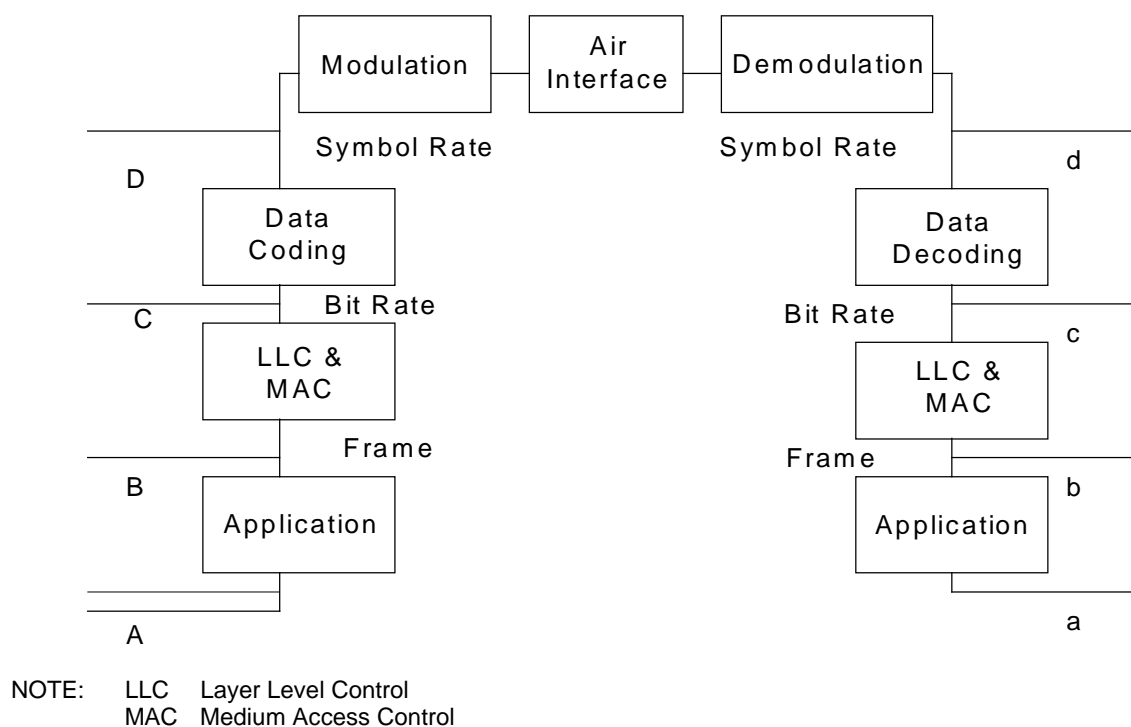 Modulation
Air
Interface
Demodulation
Symbol Rate
Symbol Rate
D
d
Data
Coding
Data
Decoding
Bit Rate
Bit Rate
C
c
LLC &
MAC
LLC &
MAC
Frame
Frame
B
b
Application
Application
A
a
NOTE: LLC Layer Level Control
MAC Medium Access Control